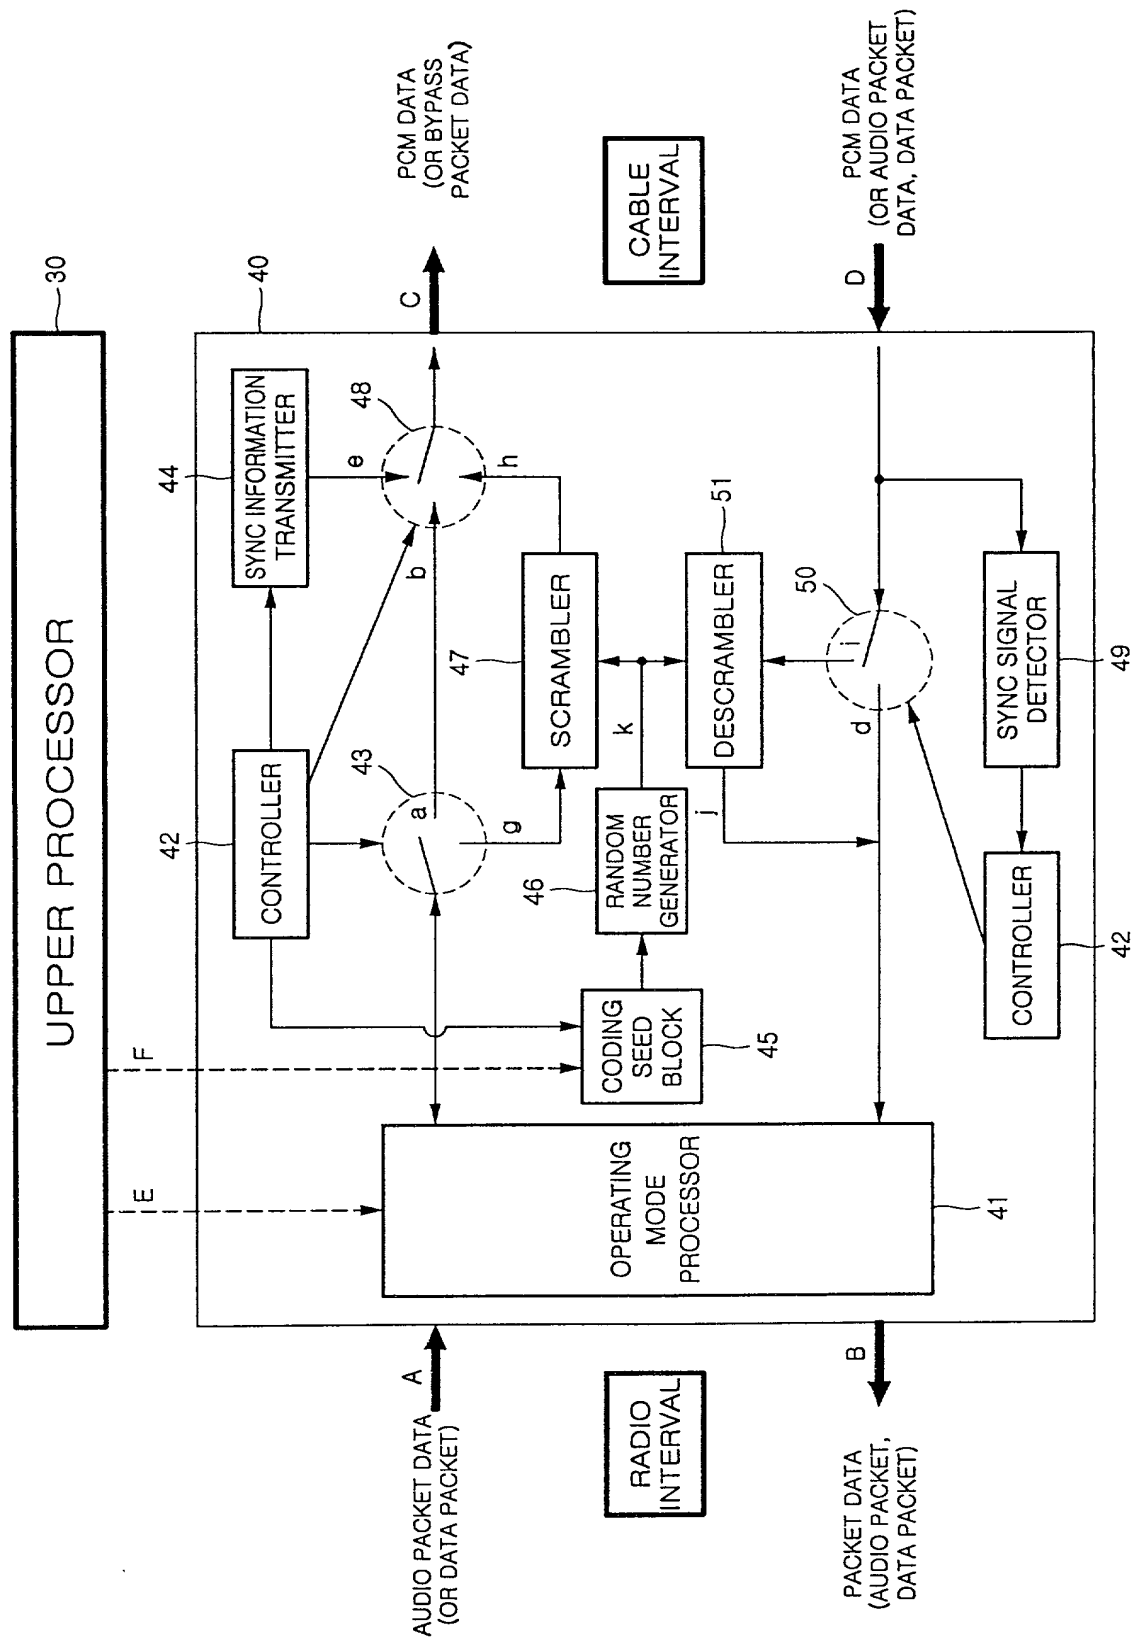 UPPER PROCESSOR
30
E
F
40
AUDIO PACKET DATA
(OR DATA PACKET)
A
RADIO
INTERVAL
B
PACKET DATA
(AUDIO PACKET,
DATA PACKET)
OPERATING
MODE
PROCESSOR
41
42
CONTROLLER
44
SYNC INFORMATION
TRANSMITTER
43
a
b
e
48
g
h
CODING
SEED
BLOCK
45
46
RANDOM
NUMBER
GENERATOR
k
47
SCRAMBLER
DESCRAMBLER
51
j
i
d
50
CONTROLLER
42
SYNC SIGNAL
DETECTOR
49
C
PCM DATA
(OR BYPASS
PACKET DATA)
CABLE
INTERVAL
D
PCM DATA
(OR AUDIO PACKET
DATA, DATA PACKET)